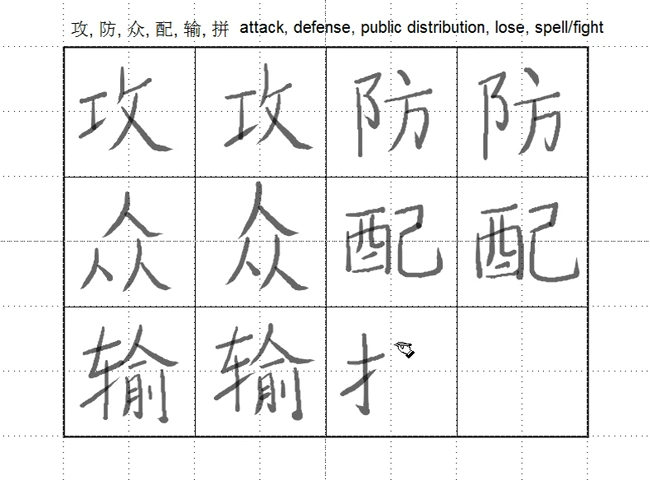 攻, 防, 众, 配, 输, 拼 attack, defense, public distribution, lose, spell/fight
攻 攻 防 防
众 众 配 配
输 输 扌